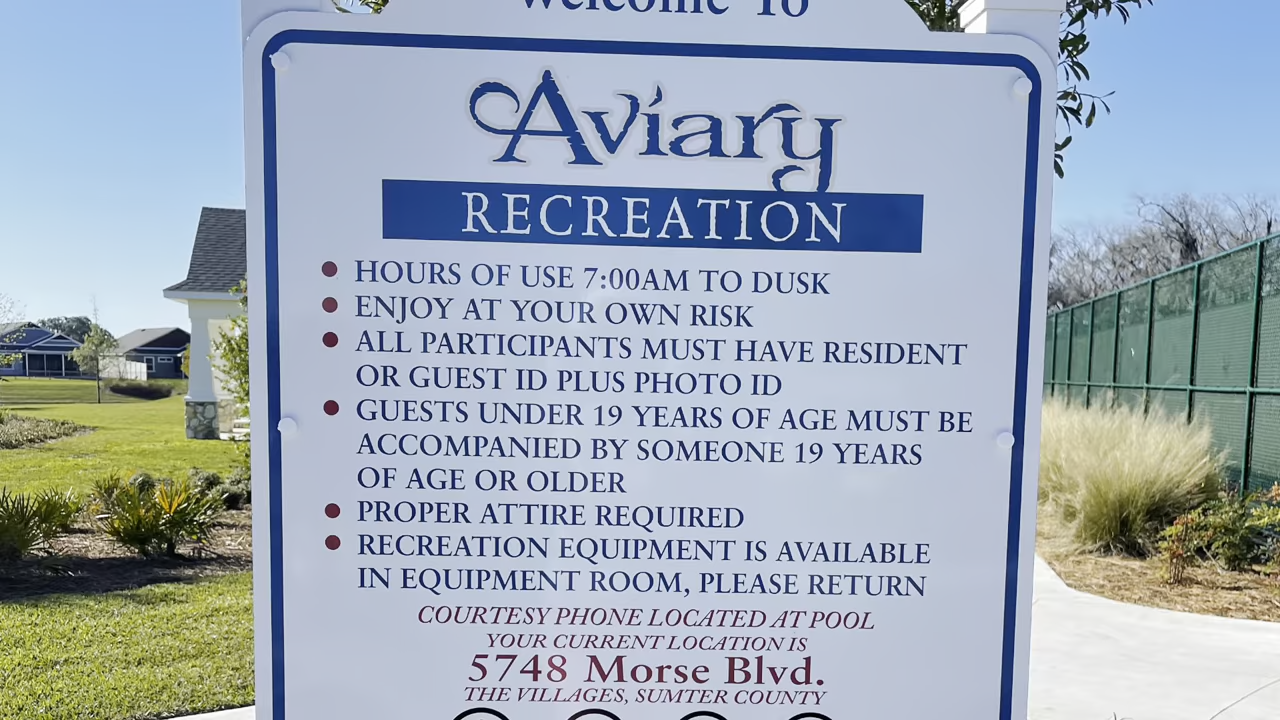 Welcome To
Aviary
RECREATION
HOURS OF USE 7:00AM TO DUSK
ENJOY AT YOUR OWN RISK
ALL PARTICIPANTS MUST HAVE RESIDENT
OR GUEST ID PLUS PHOTO ID
GUESTS UNDER 19 YEARS OF AGE MUST BE
ACCOMPANIED BY SOMEONE 19 YEARS
OF AGE OR OLDER
PROPER ATTIRE REQUIRED
RECREATION EQUIPMENT IS AVAILABLE
IN EQUIPMENT ROOM, PLEASE RETURN
COURTESY PHONE LOCATED AT POOL
YOUR CURRENT LOCATION IS
5748 Morse Blvd.
THE VILLAGES, SUMTER COUNTY